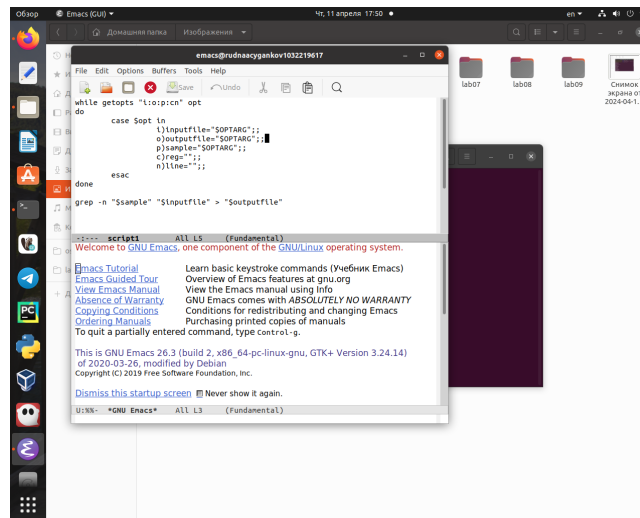 Обзор
Emacs (GUI)
Чт, 11 апреля 17:50
en
Домашняя папка Изображения
emacs@rudnaacygankov1032219617
File Edit Options Buffers Tools Help
Save Undo
while getopts "i:o:p:cn" opt
do
case $opt in
i)inputfile="$OPTARG";;
o)outputfile="$OPTARG";;
p)sample="$OPTARG";;
c)reg="";;
n)line="";;
esac
done
grep -n "$sample" "$inputfile" > "$outputfile"
-:--- script1 All L5 (Fundamental)
Welcome to GNU Emacs, one component of the GNU/Linux operating system.
Emacs Tutorial Learn basic keystroke commands (Учебник Emacs)
Emacs Guided Tour Overview of Emacs features at gnu.org
View Emacs Manual View the Emacs manual using Info
Absence of Warranty GNU Emacs comes with ABSOLUTELY NO WARRANTY
Copying Conditions Conditions for redistributing and changing Emacs
Ordering Manuals Purchasing printed copies of manuals
To quit a partially entered command, type Control-g.
This is GNU Emacs 26.3 (build 2, x86_64-pc-linux-gnu, GTK+ Version 3.24.14)
of 2020-03-26, modified by Debian
Copyright (C) 2019 Free Software Foundation, Inc.
Dismiss this startup screen Never show it again.
U:%%- *GNU Emacs* All L3 (Fundamental)
lab07 lab08 lab09 Снимок
экрана от
2024-04-1…
PC